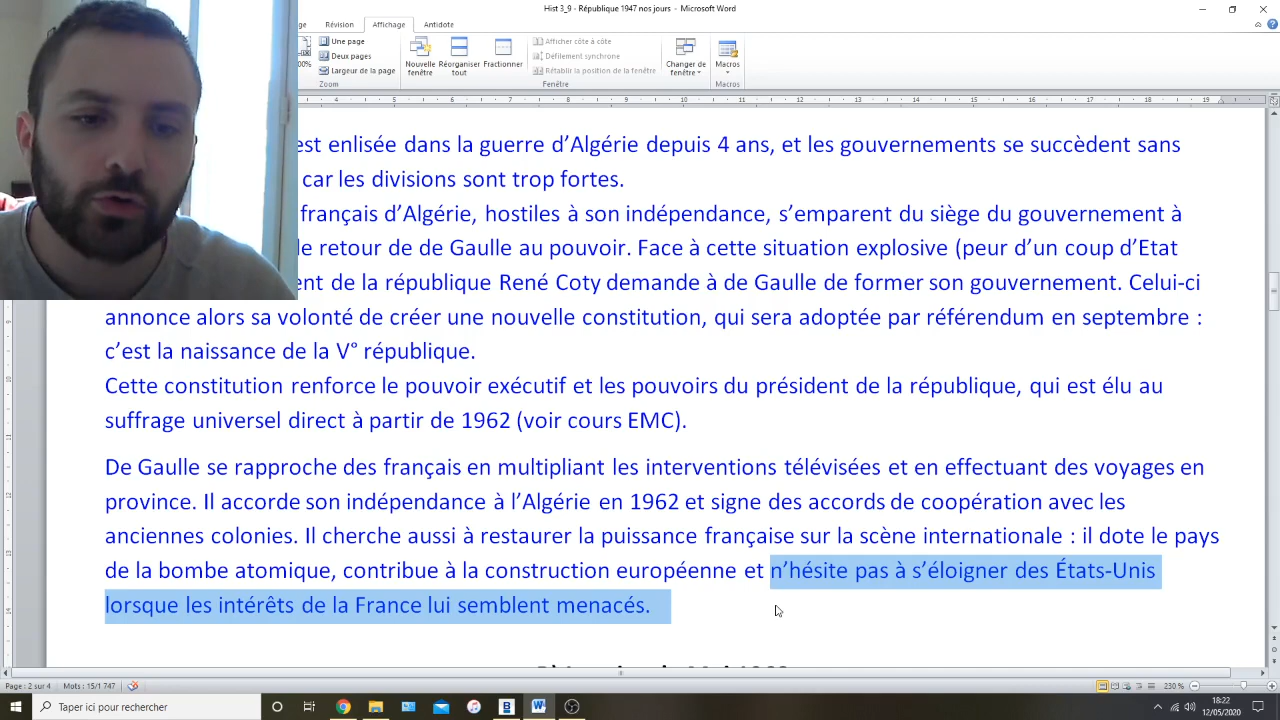 Hist 3_9 - République 1947 nos jours - Microsoft Word
Révision Affichage Antidote
Une page
Deux pages
Largeur de la page
Zoom
Nouvelle fenêtre
Réorganiser tout
Fractionner
Afficher côte à côte
Défilement synchrone
Rétablir la position de la fenêtre
Fenêtre
Changer de fenêtre
Macros
Macros
est enlisée dans la guerre d’Algérie depuis 4 ans, et les gouvernements se succèdent sans
car les divisions sont trop fortes.
français d’Algérie, hostiles à son indépendance, s’emparent du siège du gouvernement à
le retour de de Gaulle au pouvoir. Face à cette situation explosive (peur d’un coup d’Etat
de la république René Coty demande à de Gaulle de former son gouvernement. Celui-ci
annonce alors sa volonté de créer une nouvelle constitution, qui sera adoptée par référendum en septembre :
c’est la naissance de la V° république.
Cette constitution renforce le pouvoir exécutif et les pouvoirs du président de la république, qui est élu au
suffrage universel direct à partir de 1962 (voir cours EMC).
De Gaulle se rapproche des français en multipliant les interventions télévisées et en effectuant des voyages en
province. Il accorde son indépendance à l’Algérie en 1962 et signe des accords de coopération avec les
anciennes colonies. Il cherche aussi à restaurer la puissance française sur la scène internationale : il dote le pays
de la bombe atomique, contribue à la construction européenne et n’hésite pas à s’éloigner des États-Unis
lorsque les intérêts de la France lui semblent menacés.
Page : 2 sur 4 Mots : 15/1 747 230 %
Taper ici pour rechercher
18:22
12/05/2020